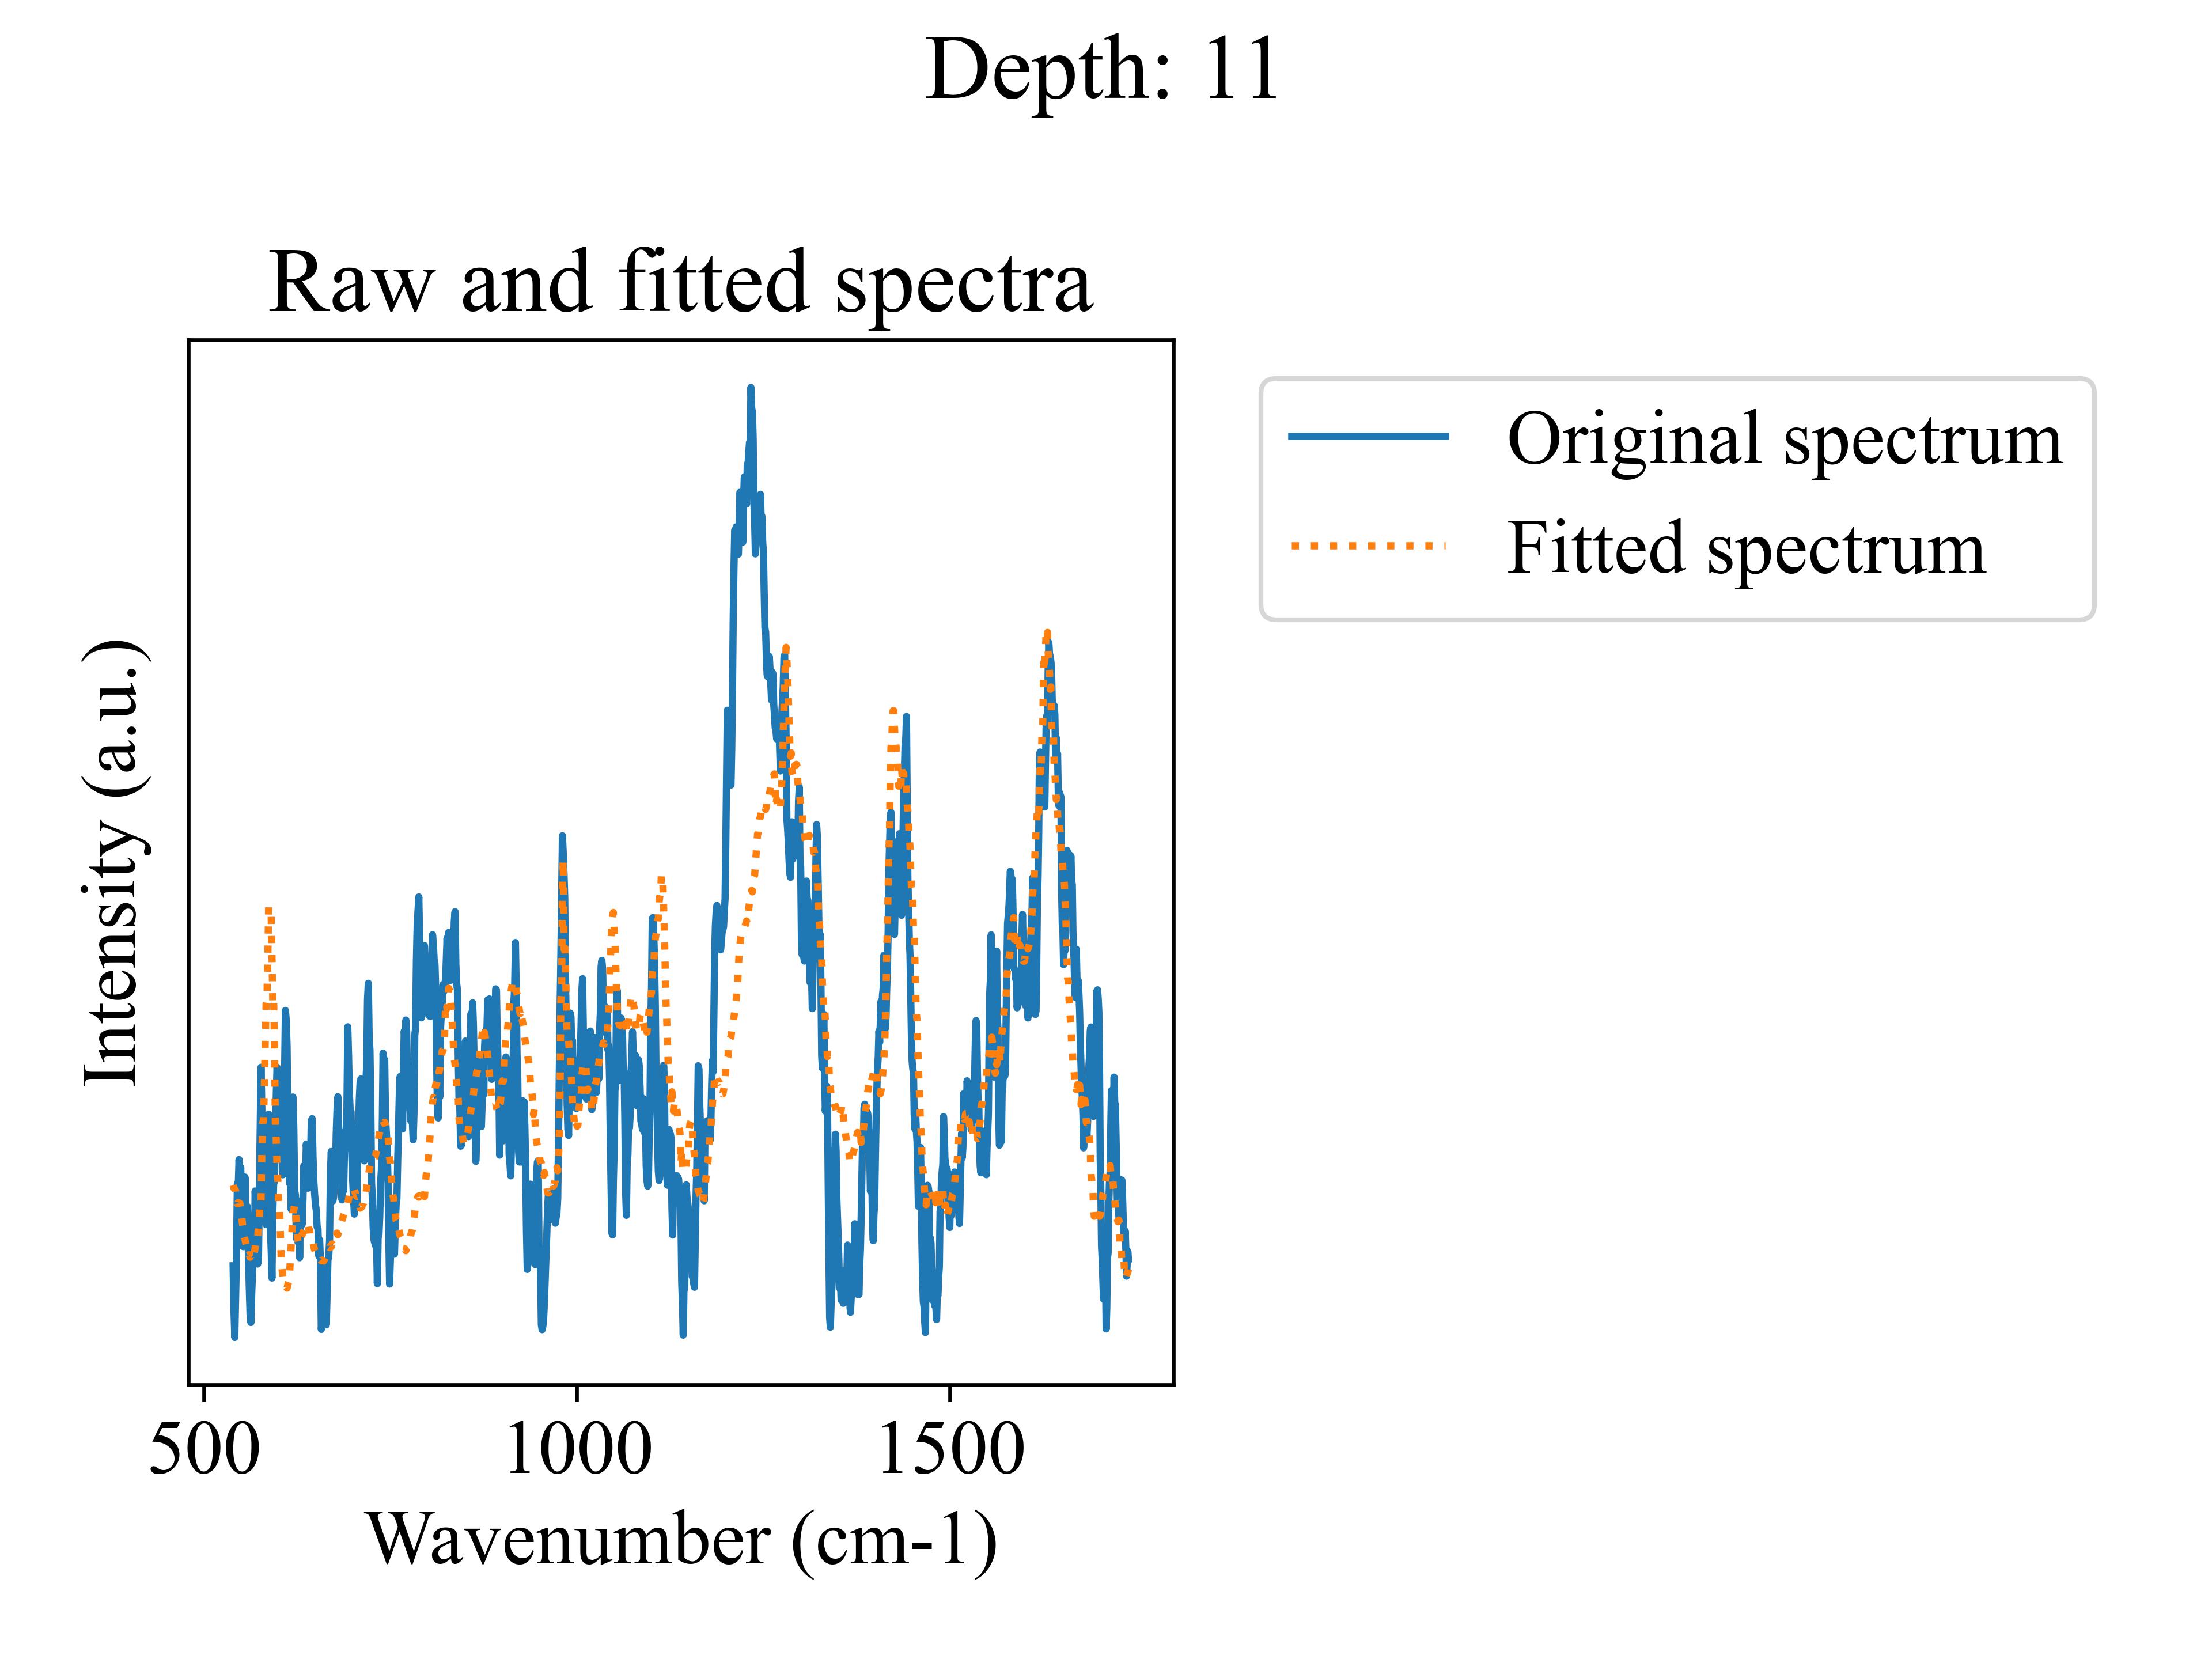 Depth: 11
Raw and fitted spectra
Original spectrum
Fitted spectrum
Intensity (a.u.)
500 1000 1500
Wavenumber (cm-1)